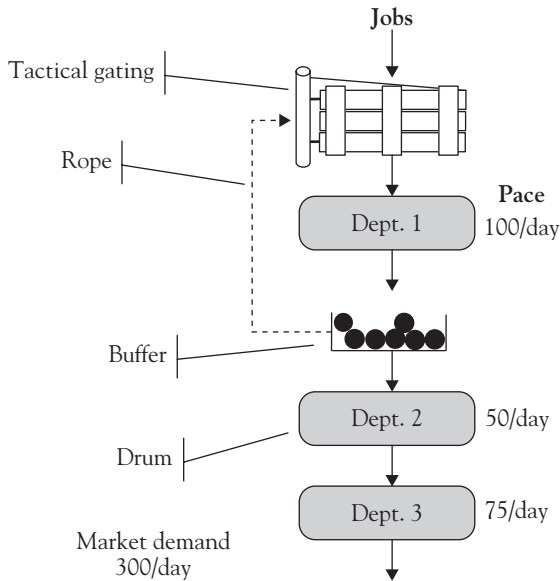 Jobs
Tactical gating
Rope
Pace
Dept. 1
100/day
Buffer
Dept. 2
50/day
Drum
Dept. 3
75/day
Market demand
300/day